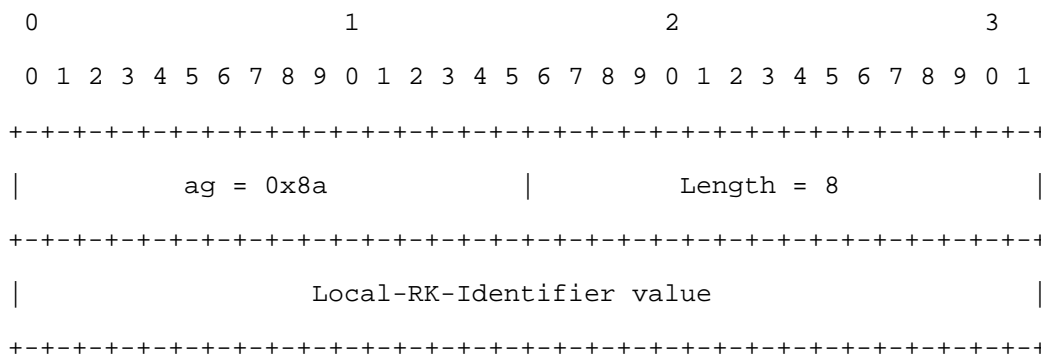 0                   1                   2                   3
0 1 2 3 4 5 6 7 8 9 0 1 2 3 4 5 6 7 8 9 0 1 2 3 4 5 6 7 8 9 0 1
+-+-+-+-+-+-+-+-+-+-+-+-+-+-+-+-+-+-+-+-+-+-+-+-+-+-+-+-+-+-+-+-+
|          ag = 0x8a            |         Length = 8            |
+-+-+-+-+-+-+-+-+-+-+-+-+-+-+-+-+-+-+-+-+-+-+-+-+-+-+-+-+-+-+-+-+
|                  Local-RK-Identifier value                    |
+-+-+-+-+-+-+-+-+-+-+-+-+-+-+-+-+-+-+-+-+-+-+-+-+-+-+-+-+-+-+-+-+